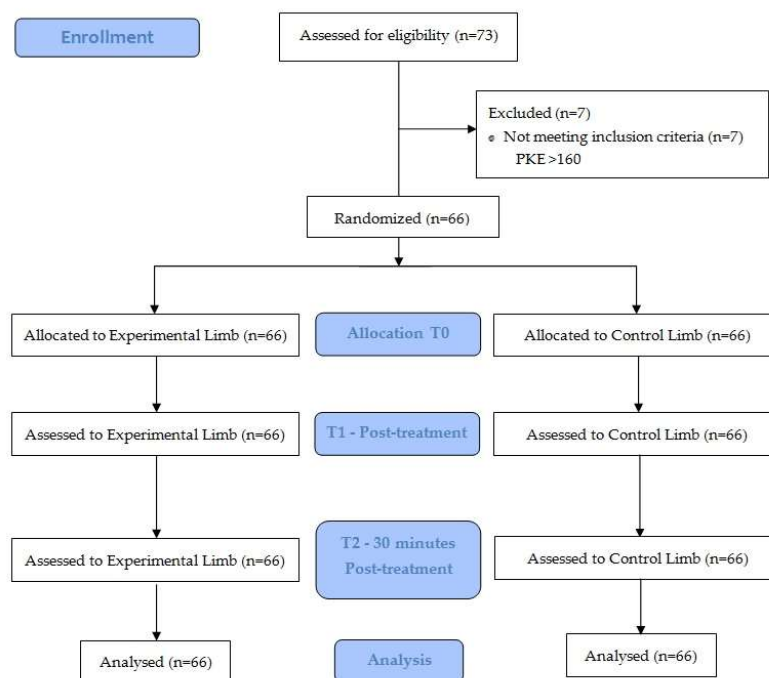 Enrollment
Assessed for eligibility (n=73)
Excluded (n=7)
Not meeting inclusion criteria (n=7)
PKE >160
Randomized (n=66)
Allocated to Experimental Limb (n=66)
Allocation T0
Allocated to Control Limb (n=66)
Assessed to Experimental Limb (n=66)
T1 - Post-treatment
Assessed to Control Limb (n=66)
Assessed to Experimental Limb (n=66)
T2 - 30 minutes
Post-treatment
Assessed to Control Limb (n=66)
Analysed (n=66)
Analysis
Analysed (n=66)